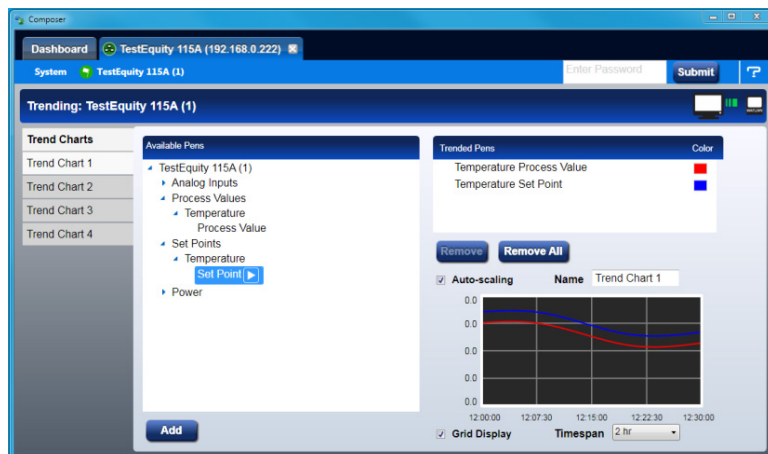 Composer
Dashboard TestEquity 115A (192.168.0.222)
System TestEquity 115A (1) Enter Password Submit ?
Trending: TestEquity 115A (1)
Trend Charts
Trend Chart 1
Trend Chart 2
Trend Chart 3
Trend Chart 4
Available Pens
TestEquity 115A (1)
Analog Inputs
Process Values
Temperature
Process Value
Set Points
Temperature
Set Point
Power
Add
Trended Pens Color
Temperature Process Value
Temperature Set Point
Remove Remove All
Auto-scaling Name Trend Chart 1
0.0
0.0
0.0
0.0
0.0
12:00:00 12:07:30 12:15:00 12:22:30 12:30:00
Grid Display Timespan 2 hr